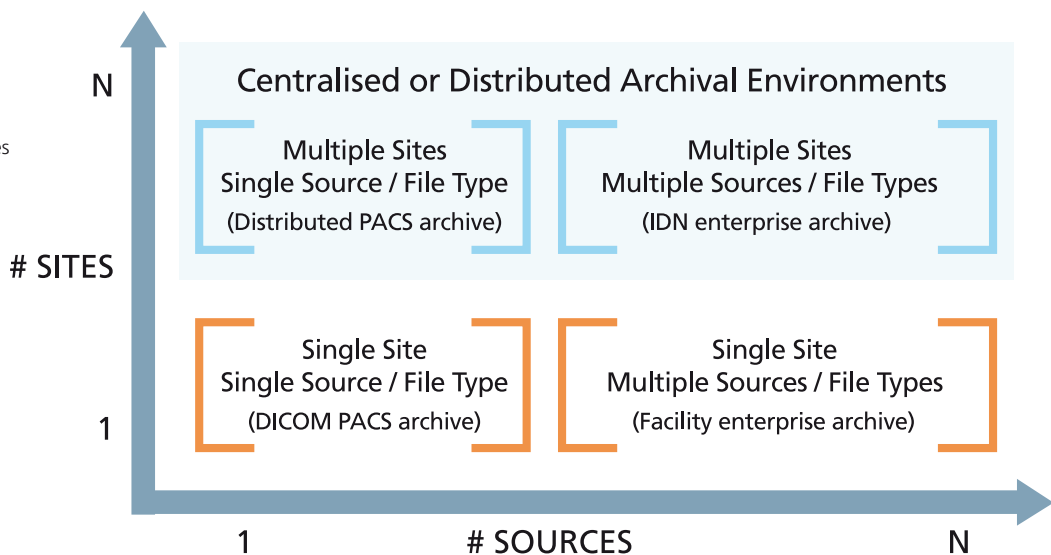 Centralised or Distributed Archival Environments
N
es
Multiple Sites
Single Source / File Type
(Distributed PACS archive)
Multiple Sites
Multiple Sources / File Types
(IDN enterprise archive)
# SITES
Single Site
Single Source / File Type
(DICOM PACS archive)
Single Site
Multiple Sources / File Types
(Facility enterprise archive)
1
1
# SOURCES
N